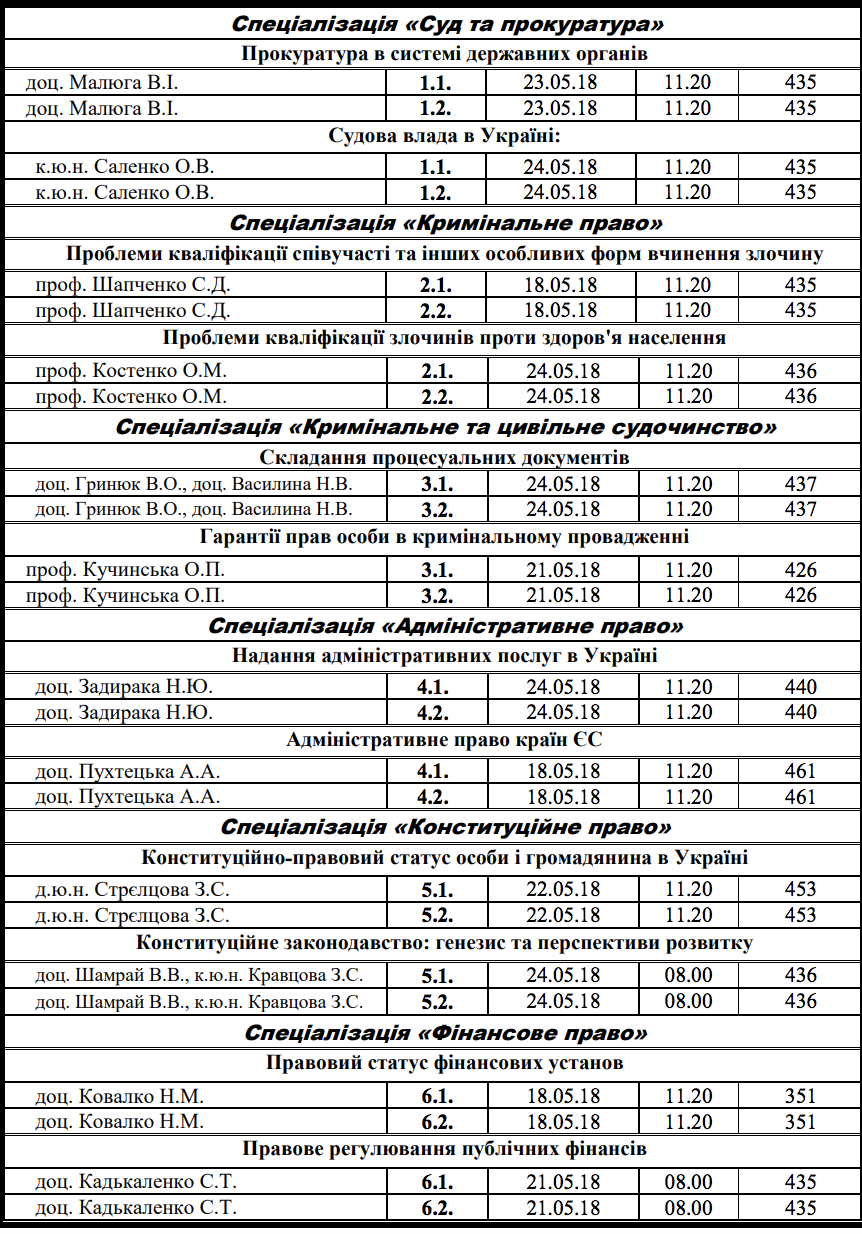 Спеціалізація «Суд та прокуратура»
Прокуратура в системі державних органів
доц. Малюга В.І. 1.1. 23.05.18 11.20 435
доц. Малюга В.І. 1.2. 23.05.18 11.20 435
Судова влада в Україні:
к.ю.н. Саленко О.В. 1.1. 24.05.18 11.20 435
к.ю.н. Саленко О.В. 1.2. 24.05.18 11.20 435
Спеціалізація «Кримінальне право»
Проблеми кваліфікації співучасті та інших особливих форм вчинення злочину
проф. Шапченко С.Д. 2.1. 18.05.18 11.20 435
проф. Шапченко С.Д. 2.2. 18.05.18 11.20 435
Проблеми кваліфікації злочинів проти здоров'я населення
проф. Костенко О.М. 2.1. 24.05.18 11.20 436
проф. Костенко О.М. 2.2. 24.05.18 11.20 436
Спеціалізація «Кримінальне та цивільне судочинство»
Складання процесуальних документів
доц. Гринюк В.О., доц. Василина Н.В. 3.1. 24.05.18 11.20 437
доц. Гринюк В.О., доц. Василина Н.В. 3.2. 24.05.18 11.20 437
Гарантії прав особи в кримінальному провадженні
проф. Кучинська О.П. 3.1. 21.05.18 11.20 426
проф. Кучинська О.П. 3.2. 21.05.18 11.20 426
Спеціалізація «Адміністративне право»
Надання адміністративних послуг в Україні
доц. Задирака Н.Ю. 4.1. 24.05.18 11.20 440
доц. Задирака Н.Ю. 4.2. 24.05.18 11.20 440
Адміністративне право країн ЄС
доц. Пухтецька А.А. 4.1. 18.05.18 11.20 461
доц. Пухтецька А.А. 4.2. 18.05.18 11.20 461
Спеціалізація «Конституційне право»
Конституційно-правовий статус особи і громадянина в Україні
д.ю.н. Стрєлцова З.С. 5.1. 22.05.18 11.20 453
д.ю.н. Стрєлцова З.С. 5.2. 22.05.18 11.20 453
Конституційне законодавство: генезис та перспективи розвитку
доц. Шамрай В.В., к.ю.н. Кравцова З.С. 5.1. 24.05.18 08.00 436
доц. Шамрай В.В., к.ю.н. Кравцова З.С. 5.2. 24.05.18 08.00 436
Спеціалізація «Фінансове право»
Правовий статус фінансових установ
доц. Ковалко Н.М. 6.1. 18.05.18 11.20 351
доц. Ковалко Н.М. 6.2. 18.05.18 11.20 351
Правове регулювання публічних фінансів
доц. Кадькаленко С.Т. 6.1. 21.05.18 08.00 435
доц. Кадькаленко С.Т. 6.2. 21.05.18 08.00 435